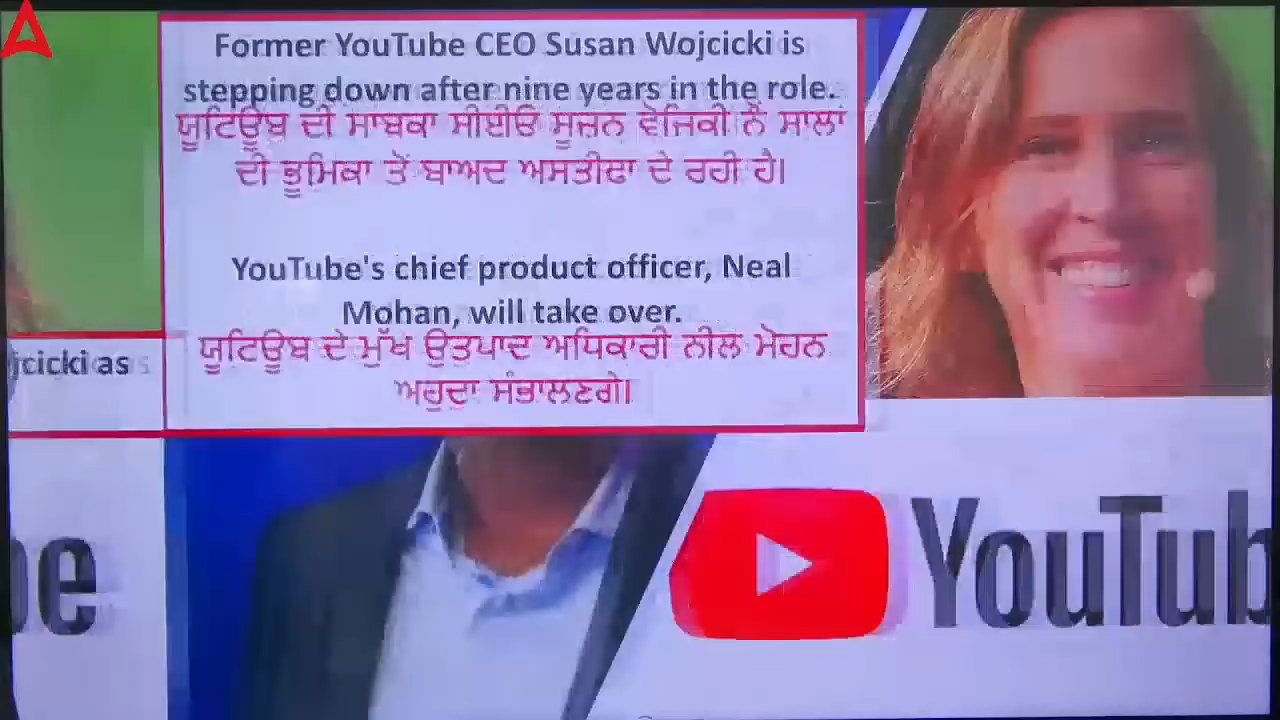 Former YouTube CEO Susan Wojcicki is
stepping down after nine years in the role.
ਯੂਟਿਊਬ ਦੀ ਸਾਬਕਾ ਸੀਈਓ ਸੂਜ਼ਨ ਵੋਜਿਕੀ ਨੌਂ ਸਾਲਾਂ
ਦੀ ਭੂਮਿਕਾ ਤੋਂ ਬਾਅਦ ਅਸਤੀਫਾ ਦੇ ਰਹੀ ਹੈ।
YouTube's chief product officer, Neal
Mohan, will take over.
ਯੂਟਿਊਬ ਦੇ ਮੁੱਖ ਉਤਪਾਦ ਅਧਿਕਾਰੀ ਨੀਲ ਮੋਹਨ
ਅਹੁਦਾ ਸੰਭਾਲਣਗੇ।
jcicki as
be
YouTub